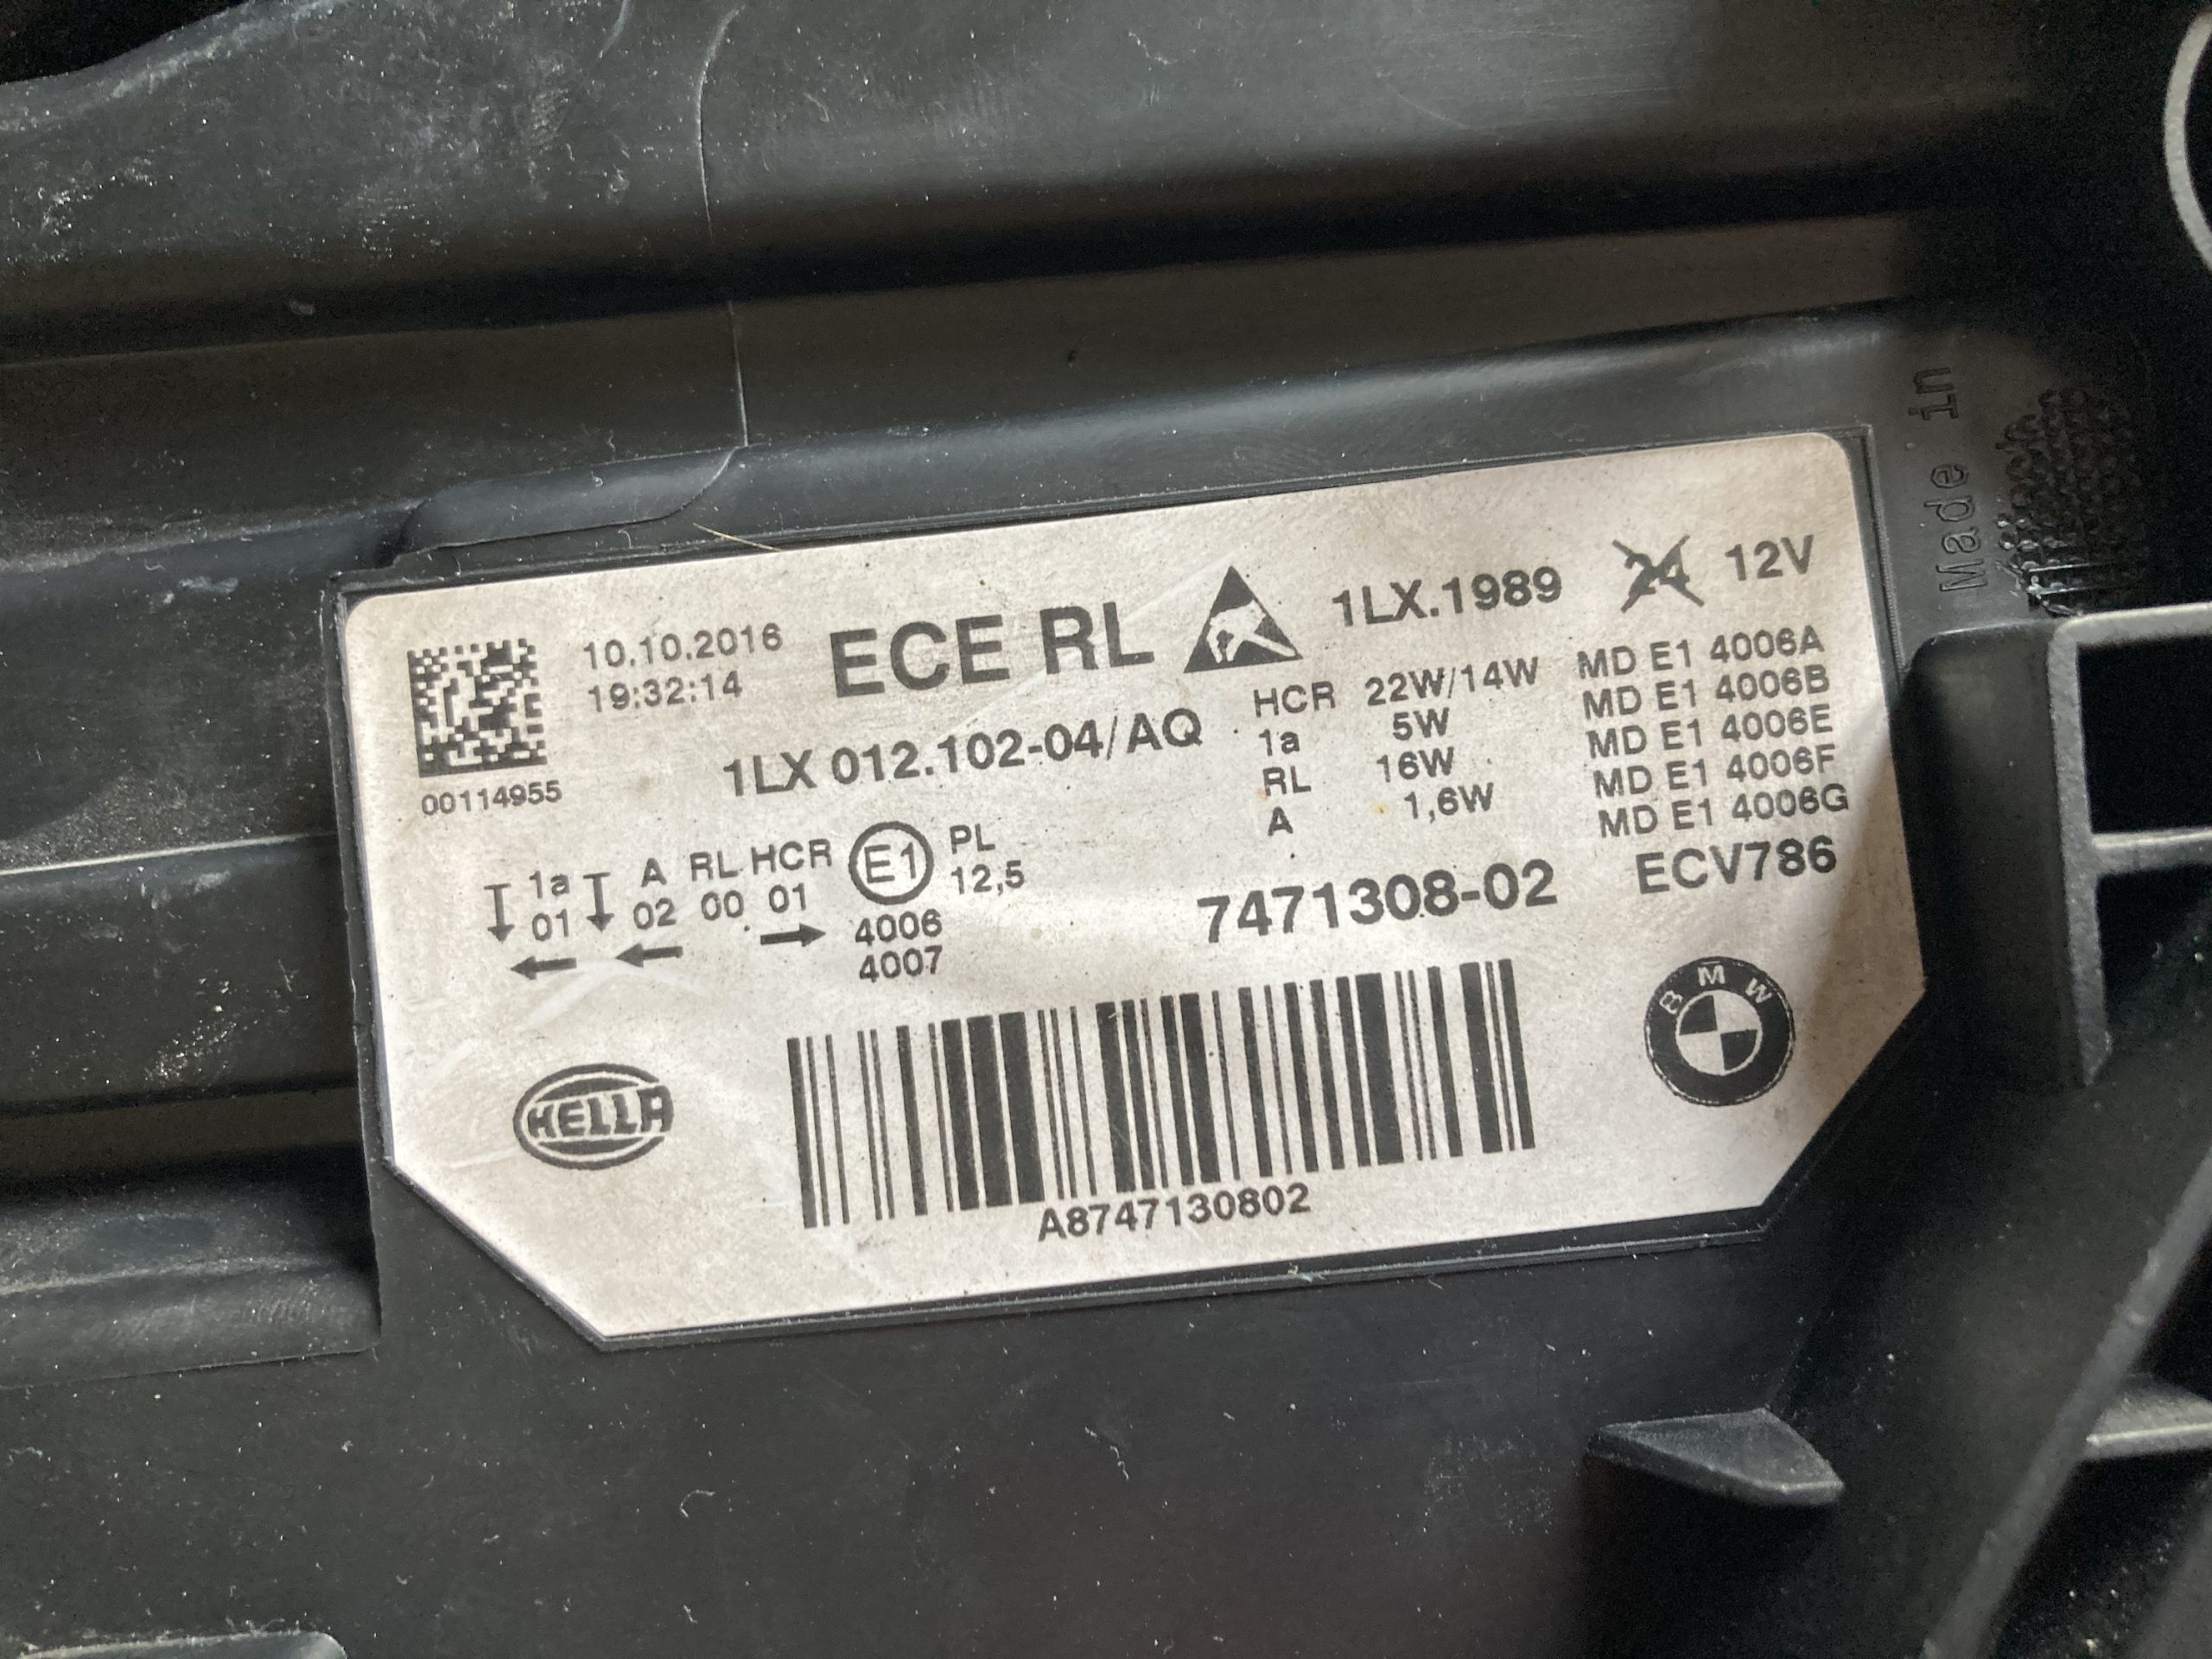 Made in
10.10.2016
19:32:14
ECE RL
1LX.1989
24 12V
00114955
1LX 012.102-04/AQ
HCR 22W/14W
1a 5W
RL 16W
A 1,6W
MD E1 4006A
MD E1 4006B
MD E1 4006E
MD E1 4006F
MD E1 4006G
1a A RL HCR E1 PL
01 02 00 01 12,5
4006
4007
7471308-02
ECV786
HELLA
BMW
A8747130802